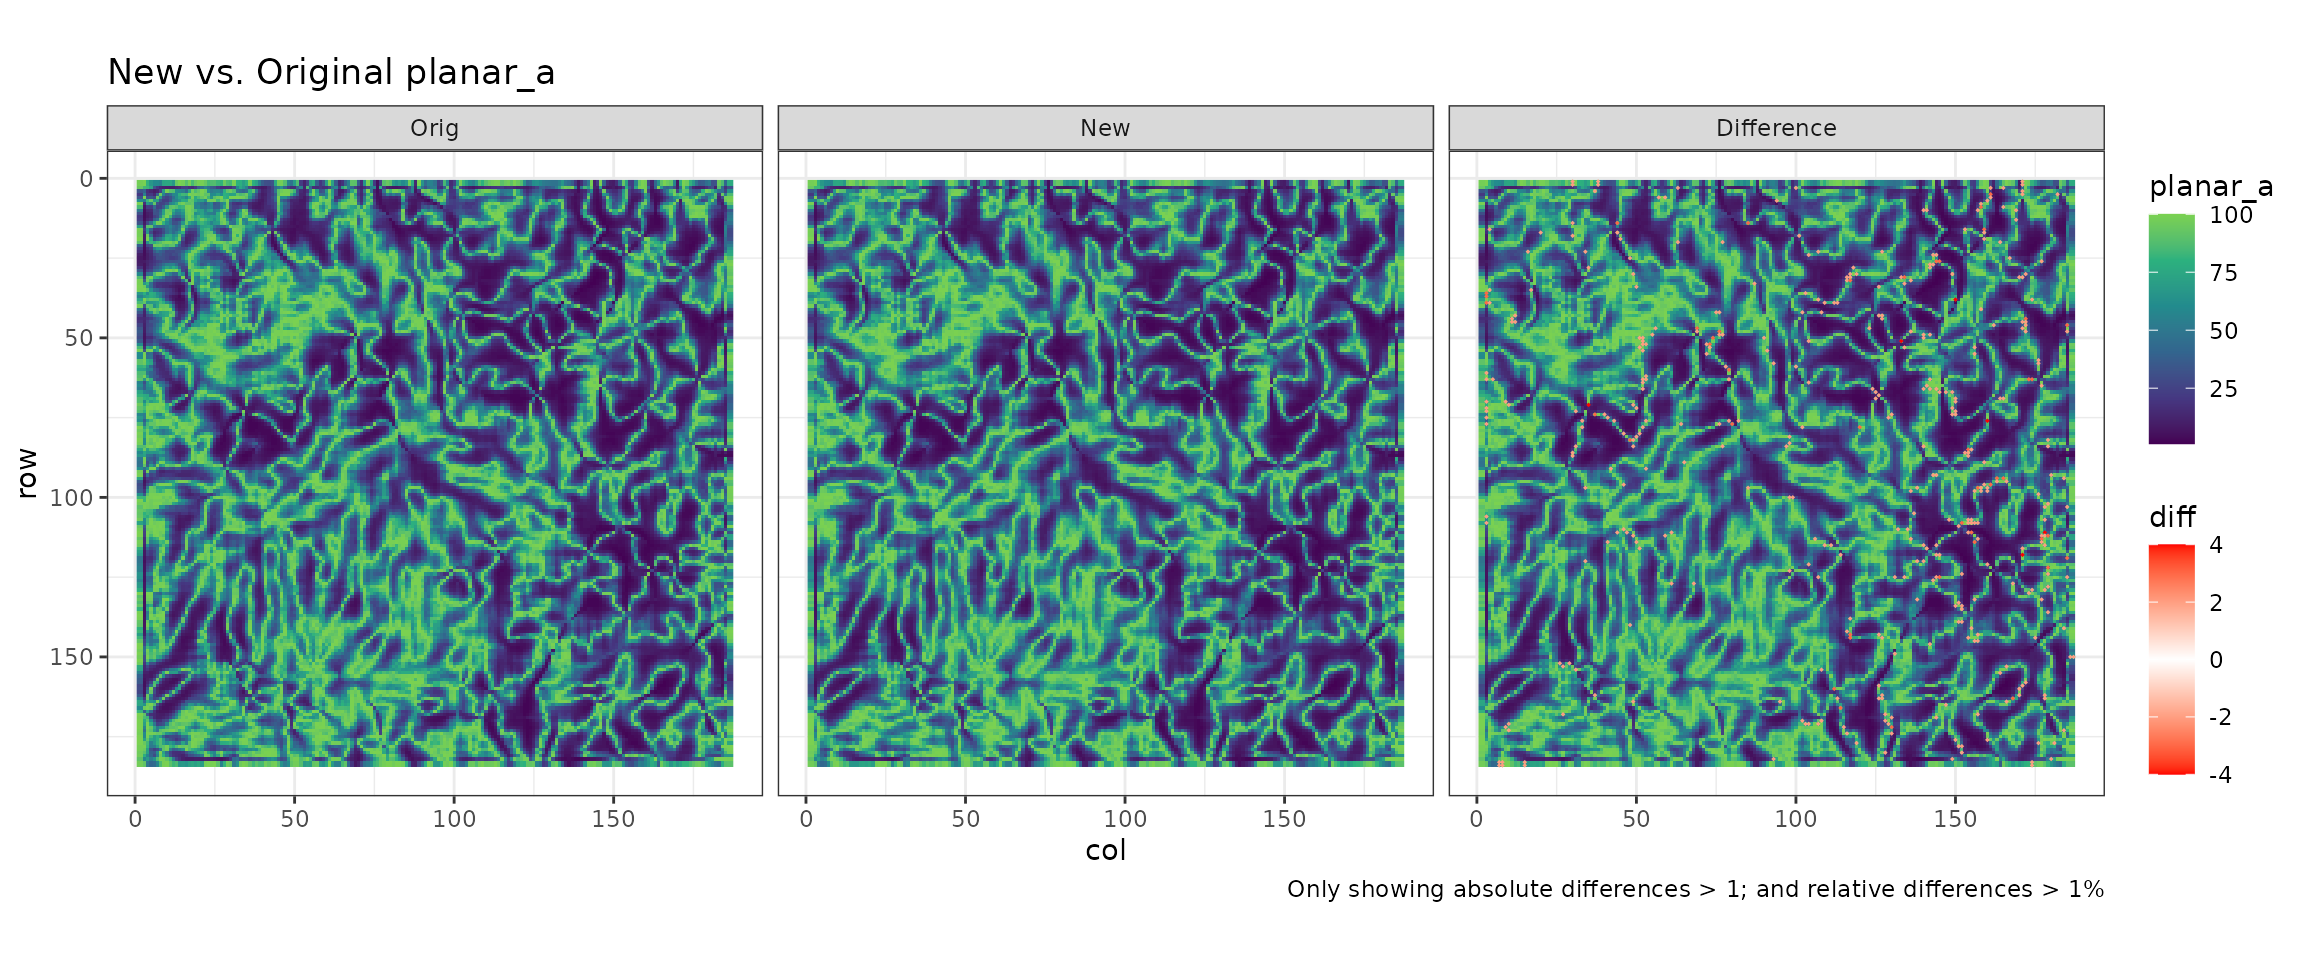 New vs. Original planar_a
Orig
New
Difference
0
50
100
150
row
0 50 100 150
0 50 100 150
0 50 100 150
col
planar_a
100
75
50
25
diff
4
2
0
-2
-4
Only showing absolute differences > 1; and relative differences > 1%